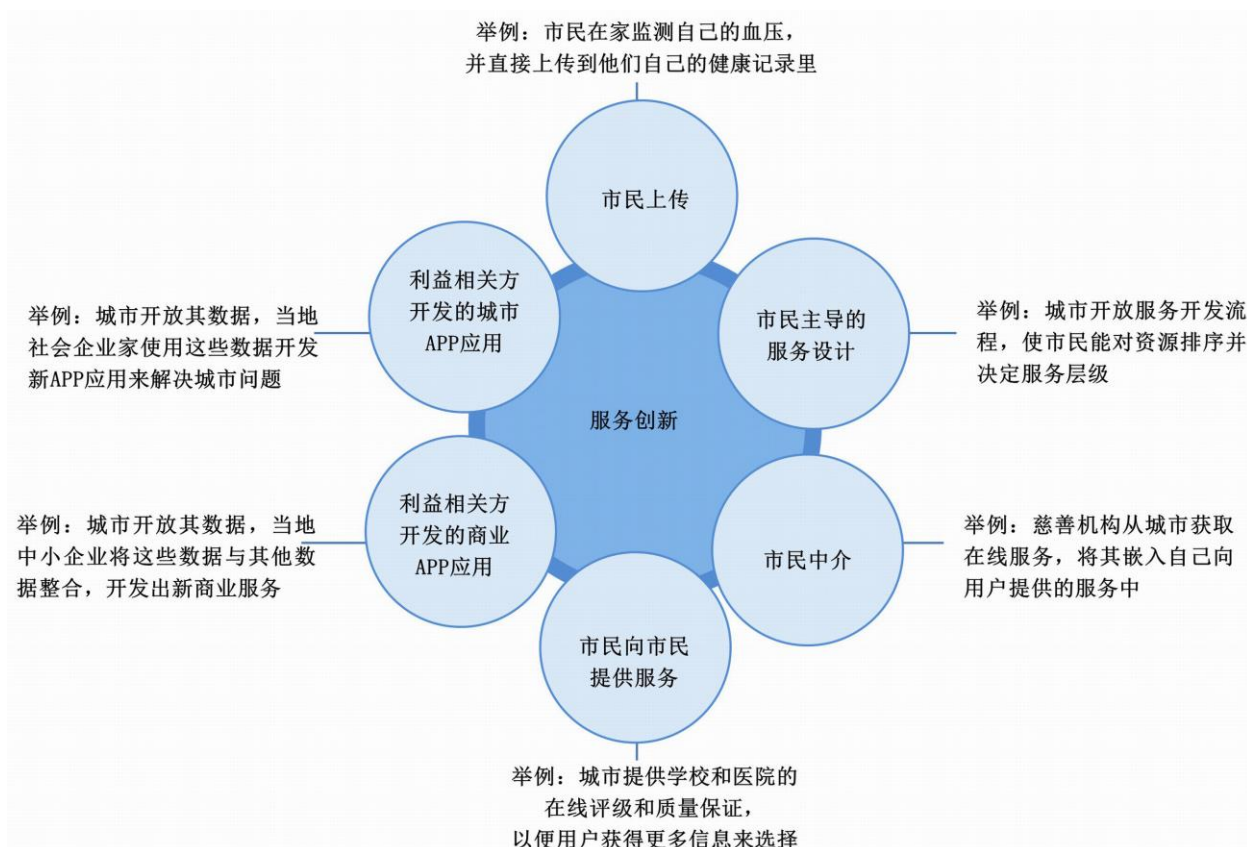 举例：市民在家监测自己的血压，
并直接上传到他们自己的健康记录里
市民上传
利益相关方
开发的城市
APP应用
举例：城市开放其数据，当地
社会企业家使用这些数据开发
新APP应用来解决城市问题
市民主导的
服务设计
举例：城市开放服务开发流
程，使市民能对资源排序并
决定服务层级
服务创新
利益相关方
开发的商业
APP应用
举例：城市开放其数据，当地
中小企业将这些数据与其他数
据整合，开发出新商业服务
市民中介
举例：慈善机构从城市获取
在线服务，将其嵌入自己向
用户提供的服务中
市民向市民
提供服务
举例：城市提供学校和医院的
在线评级和质量保证，
以便用户获得更多信息来选择